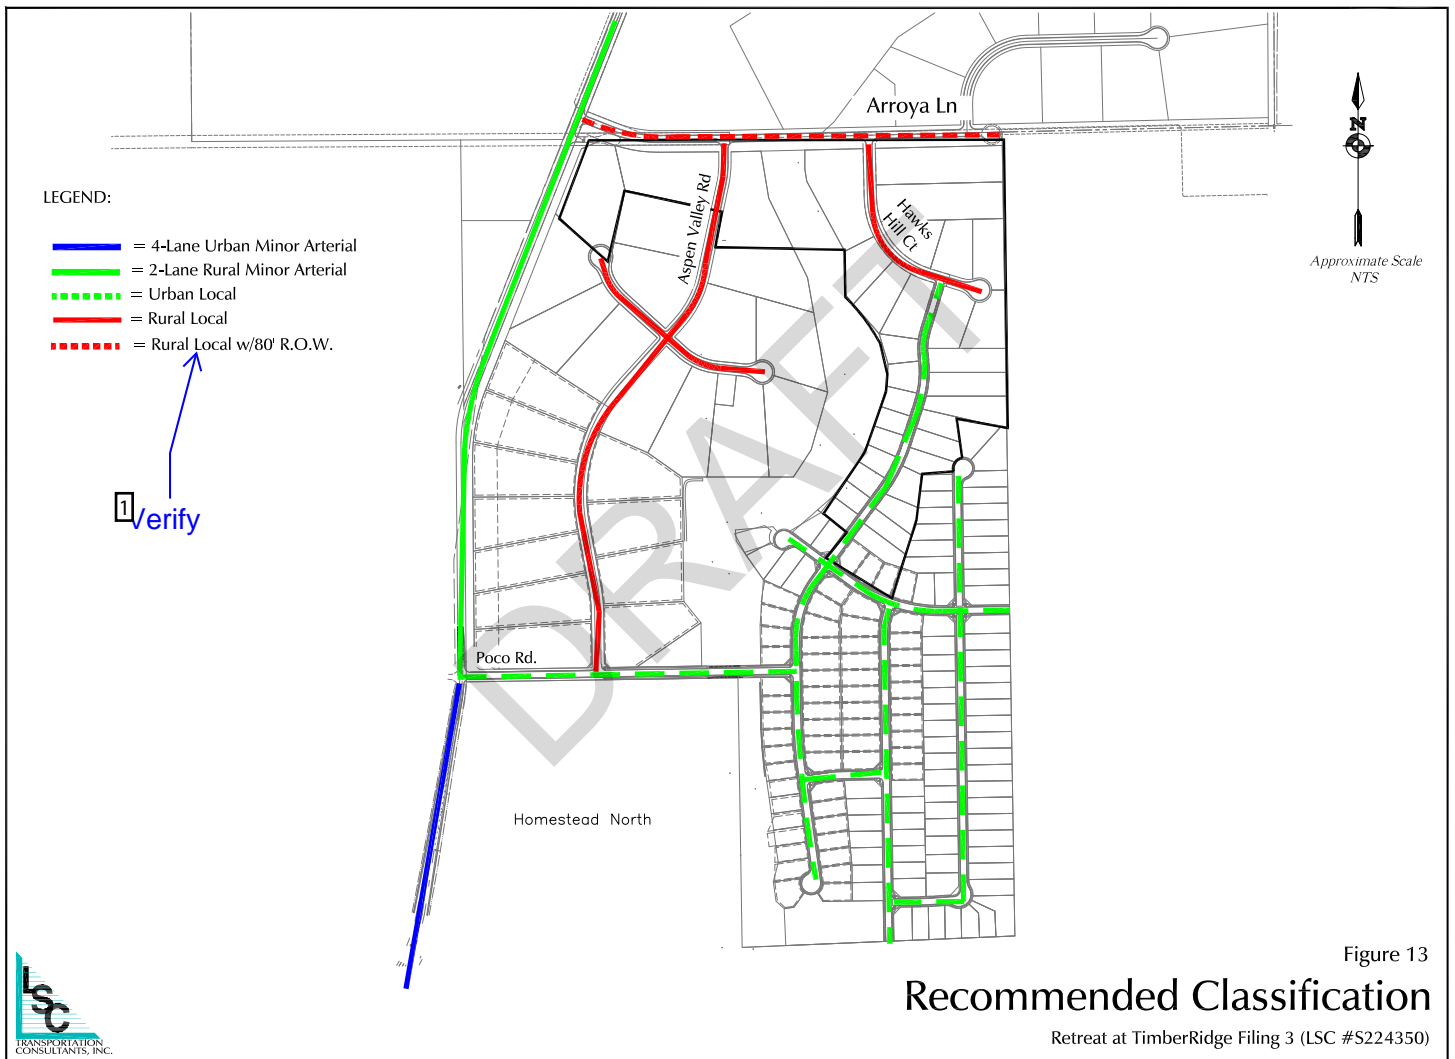 Arroya Ln
N
LEGEND:
= 4-Lane Urban Minor Arterial
= 2-Lane Rural Minor Arterial
= Urban Local
= Rural Local
= Rural Local w/80' R.O.W.
Aspen Valley Rd
Hawks
Hill Ct
Approximate Scale
NTS
1
Verify
DRAFT
Poco Rd.
Homestead North
Figure 13
Recommended Classification
Retreat at TimberRidge Filing 3 (LSC #S224350)
LSC
TRANSPORTATION
CONSULTANTS, INC.